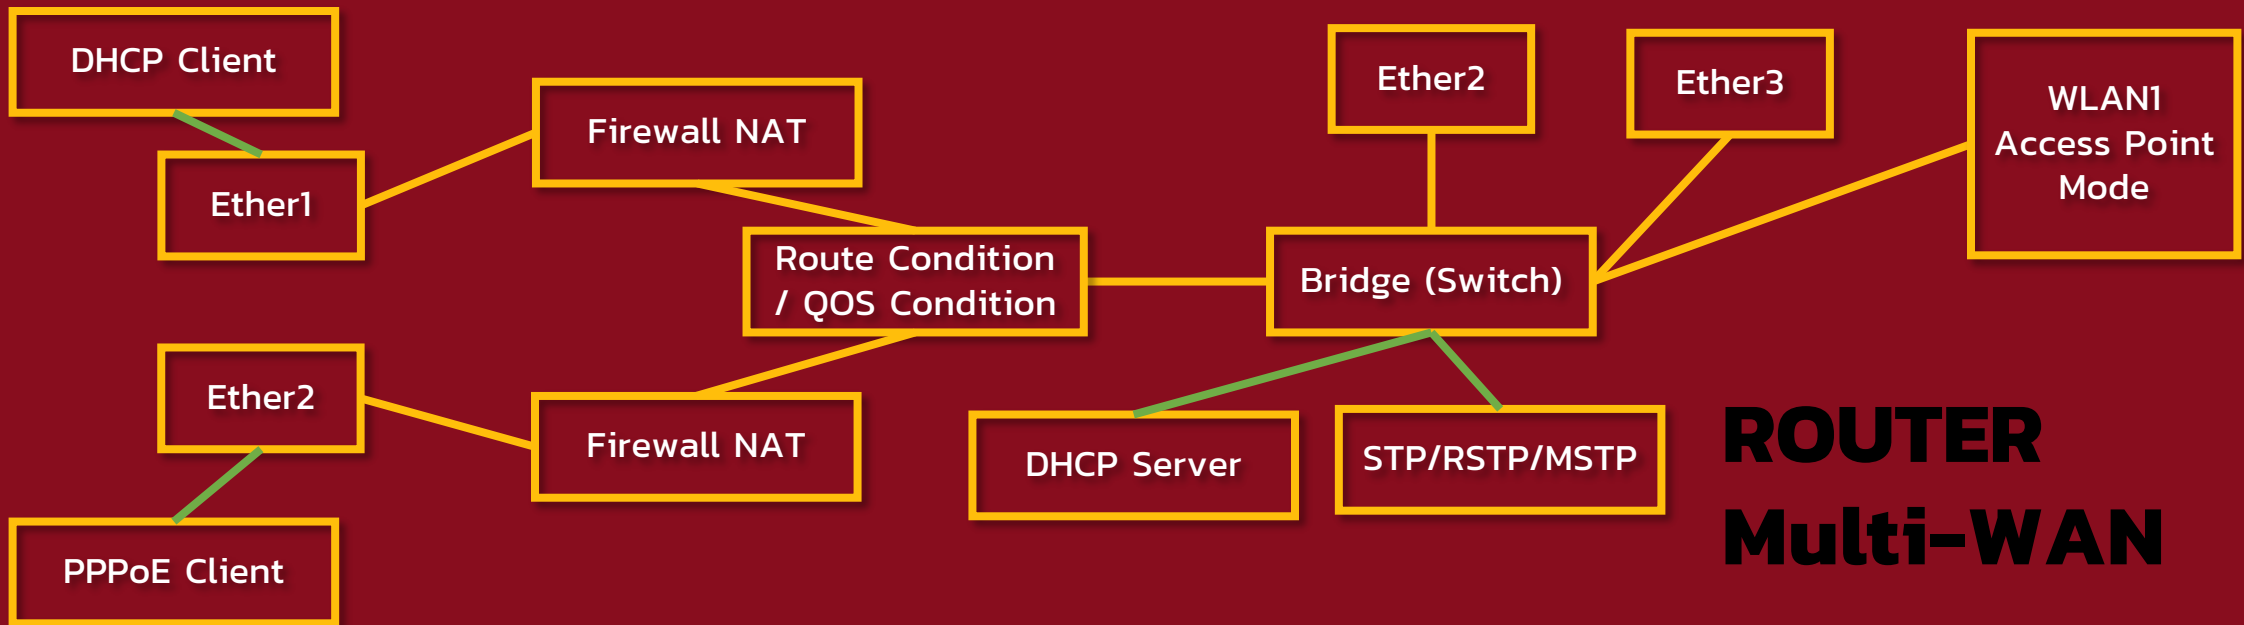 DHCP Client
Ether1
Firewall NAT
Route Condition
/ QOS Condition
Ether2
PPPoE Client
Firewall NAT
Ether2
Ether3
WLAN1
Access Point
Mode
Bridge (Switch)
DHCP Server
STP/RSTP/MSTP
ROUTER
Multi-WAN